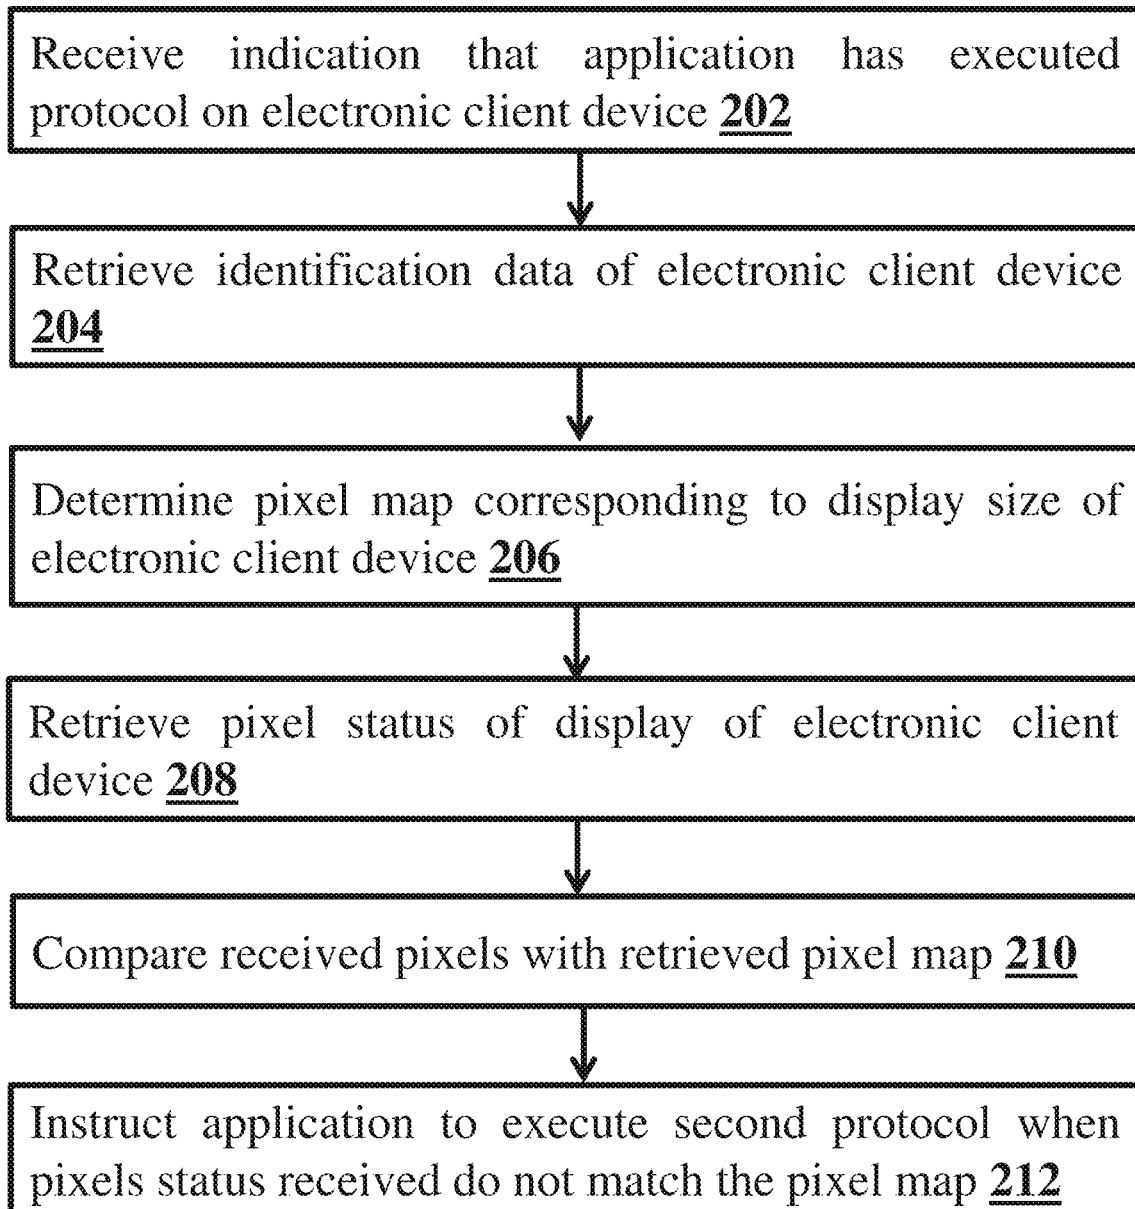 Receive indication that application has executed
protocol on electronic client device 202
Retrieve identification data of electronic client device
204
Determine pixel map corresponding to display size of
electronic client device 206
Retrieve pixel status of display of electronic client
device 208
Compare received pixels with retrieved pixel map 210
Instruct application to execute second protocol when
pixels status received do not match the pixel map 212